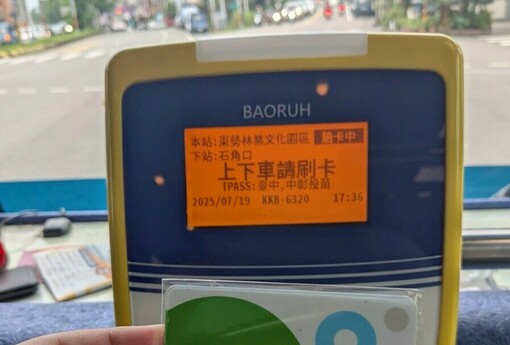 BAORUH
本站:東勢林業文化園區 驗卡中
下站:石角口
上下車請刷卡
TPASS:臺中,中彰投苗
2025/07/19 KKB-6320 17:36